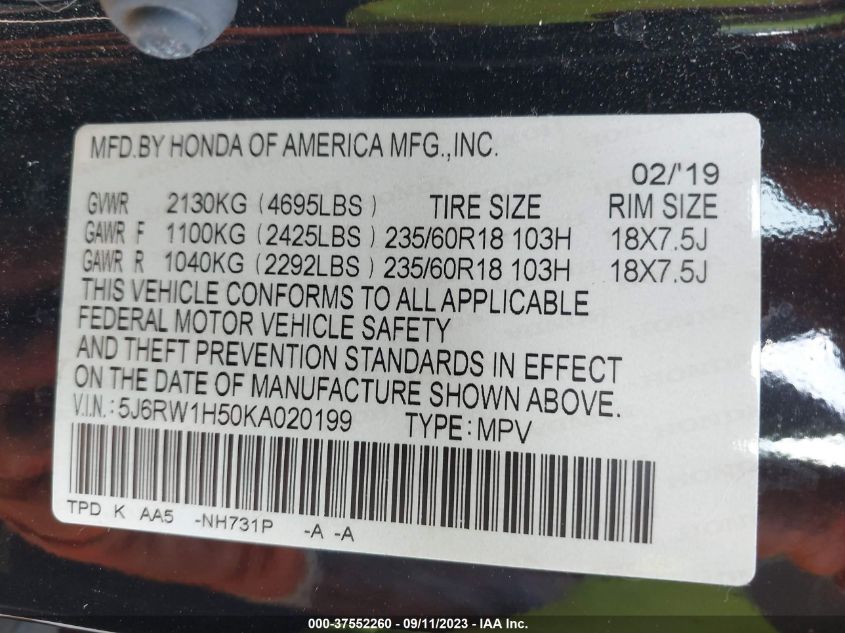 MFD.BY HONDA OF AMERICA MFG.,INC.
02/'19
GVWR 2130KG (4695LBS) TIRE SIZE RIM SIZE
GAWR F 1100KG (2425LBS) 235/60R18 103H 18X7.5J
GAWR R 1040KG (2292LBS) 235/60R18 103H 18X7.5J
THIS VEHICLE CONFORMS TO ALL APPLICABLE
FEDERAL MOTOR VEHICLE SAFETY
AND THEFT PREVENTION STANDARDS IN EFFECT
ON THE DATE OF MANUFACTURE SHOWN ABOVE.
V.I.N.: 5J6RW1H50KA020199 TYPE: MPV
TPD K AA5 -NH731P -A -A
000-37552260 - 09/11/2023 - © IAA Inc.